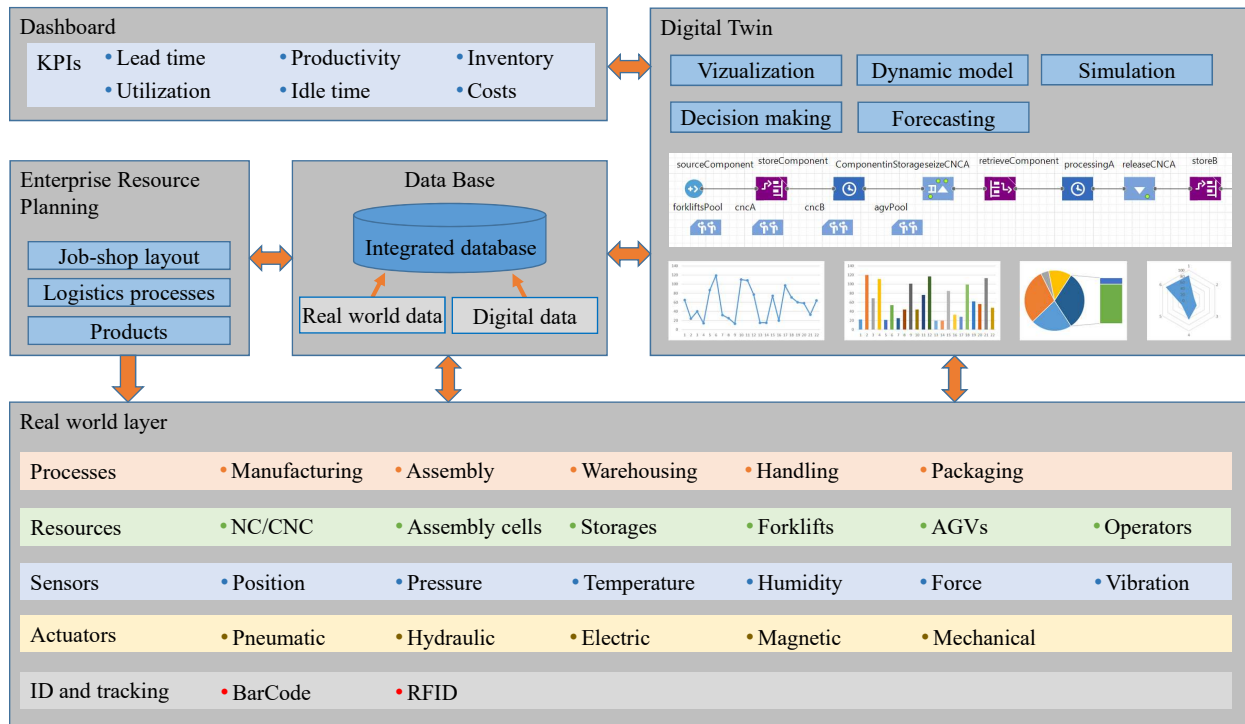 Dashboard
KPIs
• Lead time • Productivity • Inventory
• Utilization • Idle time • Costs
Digital Twin
Vizualization Dynamic model Simulation
Decision making Forecasting
sourceComponent storeComponent ComponentinStorageseizeCNCA retrieveComponent processingA releaseCNCA storeB
forkliftsPool cncA cncB agvPool
Enterprise Resource
Planning
Job-shop layout
Logistics processes
Products
Data Base
Integrated database
Real world data Digital data
Real world layer
Processes • Manufacturing • Assembly • Warehousing • Handling • Packaging
Resources • NC/CNC • Assembly cells • Storages • Forklifts • AGVs • Operators
Sensors • Position • Pressure • Temperature • Humidity • Force • Vibration
Actuators • Pneumatic • Hydraulic • Electric • Magnetic • Mechanical
ID and tracking • BarCode • RFID